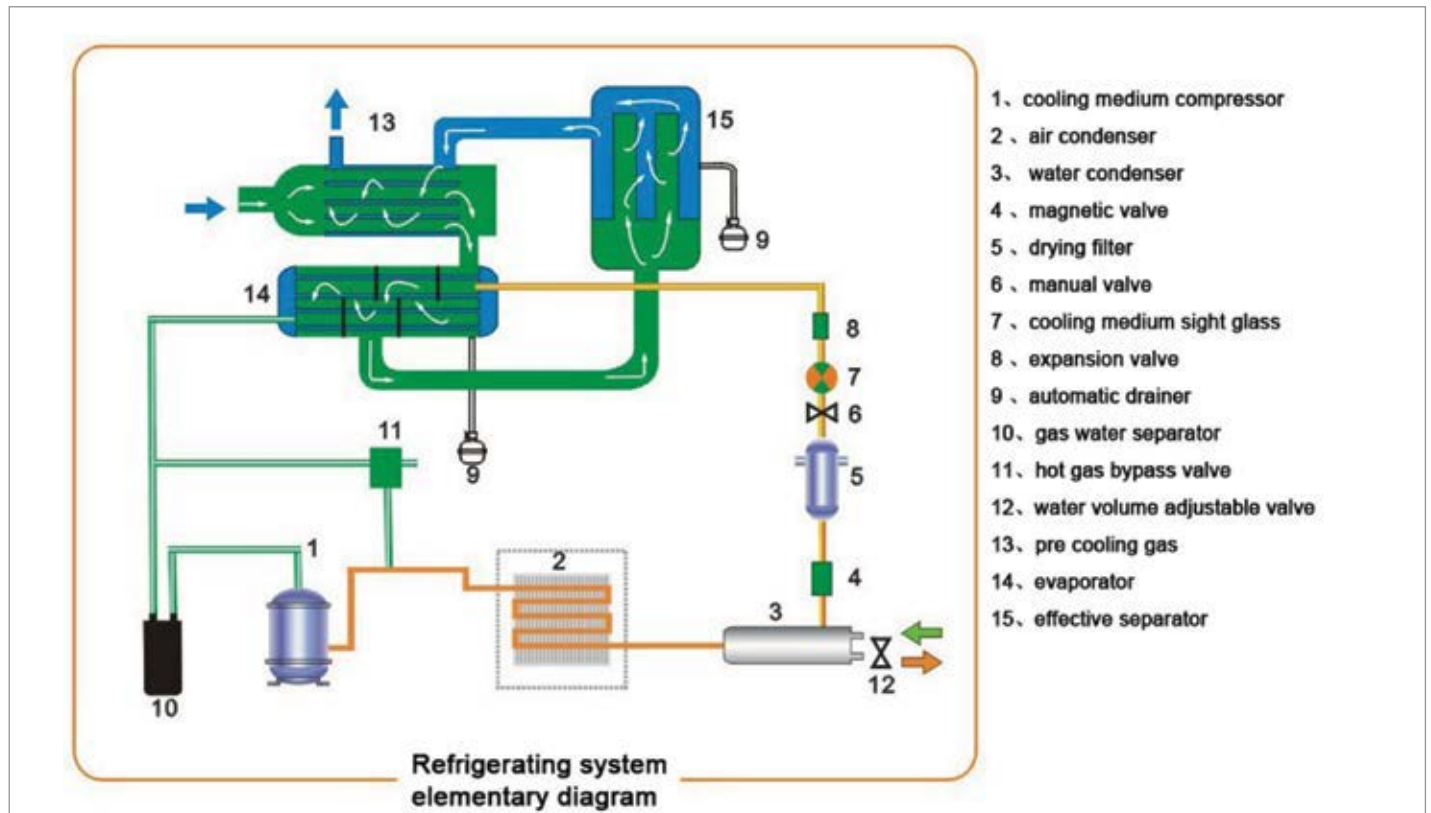 13
15
9
14
8
7
6
11
9
5
1
2
4
3
12
10
Refrigerating system
elementary diagram
1、cooling medium compressor
2 、air condenser
3、 water condenser
4 、magnetic valve
5 、drying filter
6 、manual valve
7 、cooling medium sight glass
8 、expansion valve
9 、automatic drainer
10、gas water separator
11、hot gas bypass valve
12、water volume adjustable valve
13、pre cooling gas
14、evaporator
15、effective separator